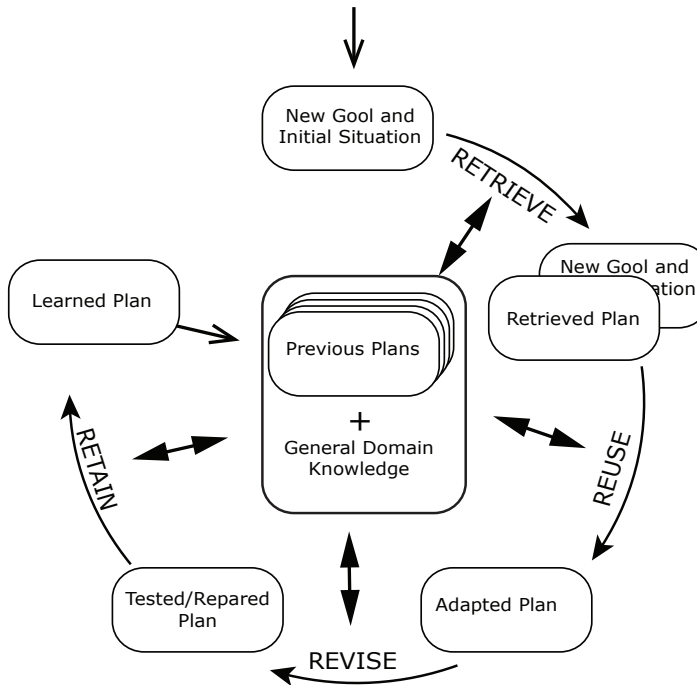 New Gool and
Initial Situation
RETRIEVE
New Gool and
ation
Retrieved Plan
Learned Plan
Previous Plans
+
General Domain
Knowledge
REUSE
RETAIN
Tested/Repared
Plan
Adapted Plan
REVISE